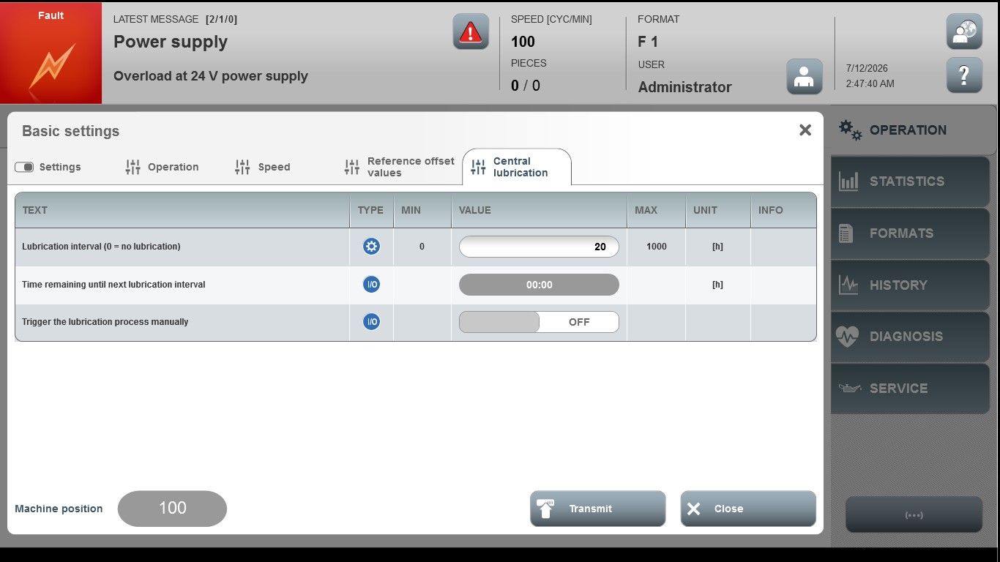 Fault
LATEST MESSAGE [2/1/0]
Power supply
Overload at 24 V power supply
SPEED [CYC/MIN]
100
PIECES
0 / 0
FORMAT
F 1
USER
Administrator
7/12/2026
2:47:40 AM
?
Basic settings
Settings
Operation
Speed
Reference offset
values
Central
lubrication
TEXT TYPE MIN VALUE MAX UNIT INFO
Lubrication interval (0 = no lubrication) 0 20 1000 [h]
Time remaining until next lubrication interval I/O 00:00 [h]
Trigger the lubrication process manually I/O OFF
Machine position 100
Transmit
Close
OPERATION
STATISTICS
FORMATS
HISTORY
DIAGNOSIS
SERVICE
(•••)